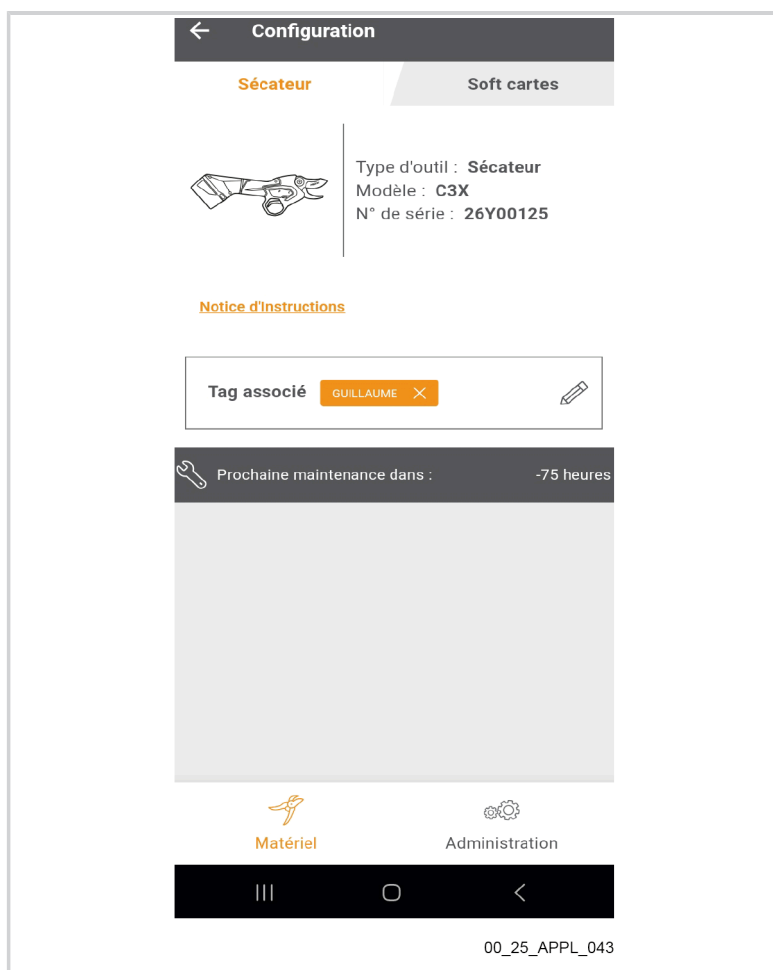 Configuration
Sécateur
Soft cartes
Type d'outil : Sécateur
Modèle : C3X
N° de série : 26Y00125
Notice d'Instructions
Tag associé GUILLAUME
Prochaine maintenance dans : -75 heures
Matériel
Administration
00_25_APPL_043